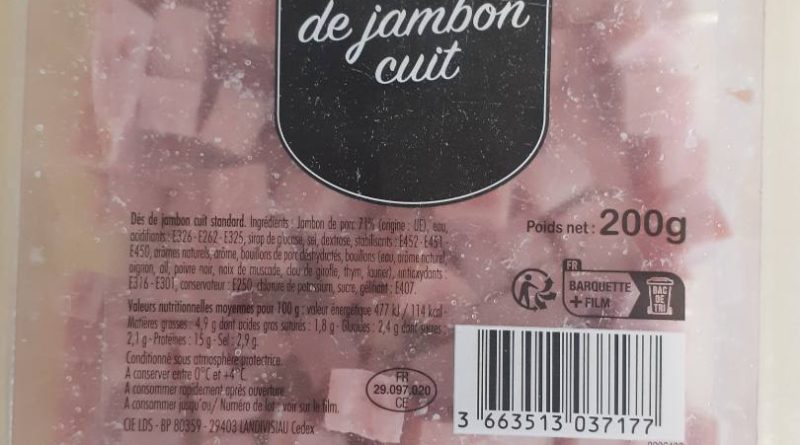 de jambon
cuit
Dés de jambon cuit standard. Ingrédients : Jambon de porc 71% (origine : UE), eau,
acidifiants : E326 - E262 - E325, sirop de glucose, sel, dextrose, stabilisants : E452 - E451 -
E450, arômes naturels, arôme, bouillons de porc déshydratés, bouillons (eau, arôme naturel,
oignon, ail, poivre noir, noix de muscade, clou de girofle, thym, laurier), antioxydants :
E316 - E301, conservateur : E250, chlorure de potassium, sucre, gélifiant : E407.
Valeurs nutritionnelles moyennes pour 100 g : valeur énergétique 477 kJ / 114 kcal -
Matières grasses : 4,9 g dont acides gras saturés : 1,8 g - Glucides : 2,4 g dont sucres :
2,1 g - Protéines : 15 g - Sel : 2,9 g.
Conditionné sous atmosphère protectrice.
A conserver entre 0°C et +4°C.
A consommer rapidement après ouverture.
A consommer jusqu'au / Numéro de lot : voir sur le film.
CIE LDS - BP 80359 - 29403 LANDIVISIAU Cedex
FR
29.097.020
CE
Poids net : 200g
FR
BARQUETTE
+ FILM
BAC
DE
TRI
3 663513 037177